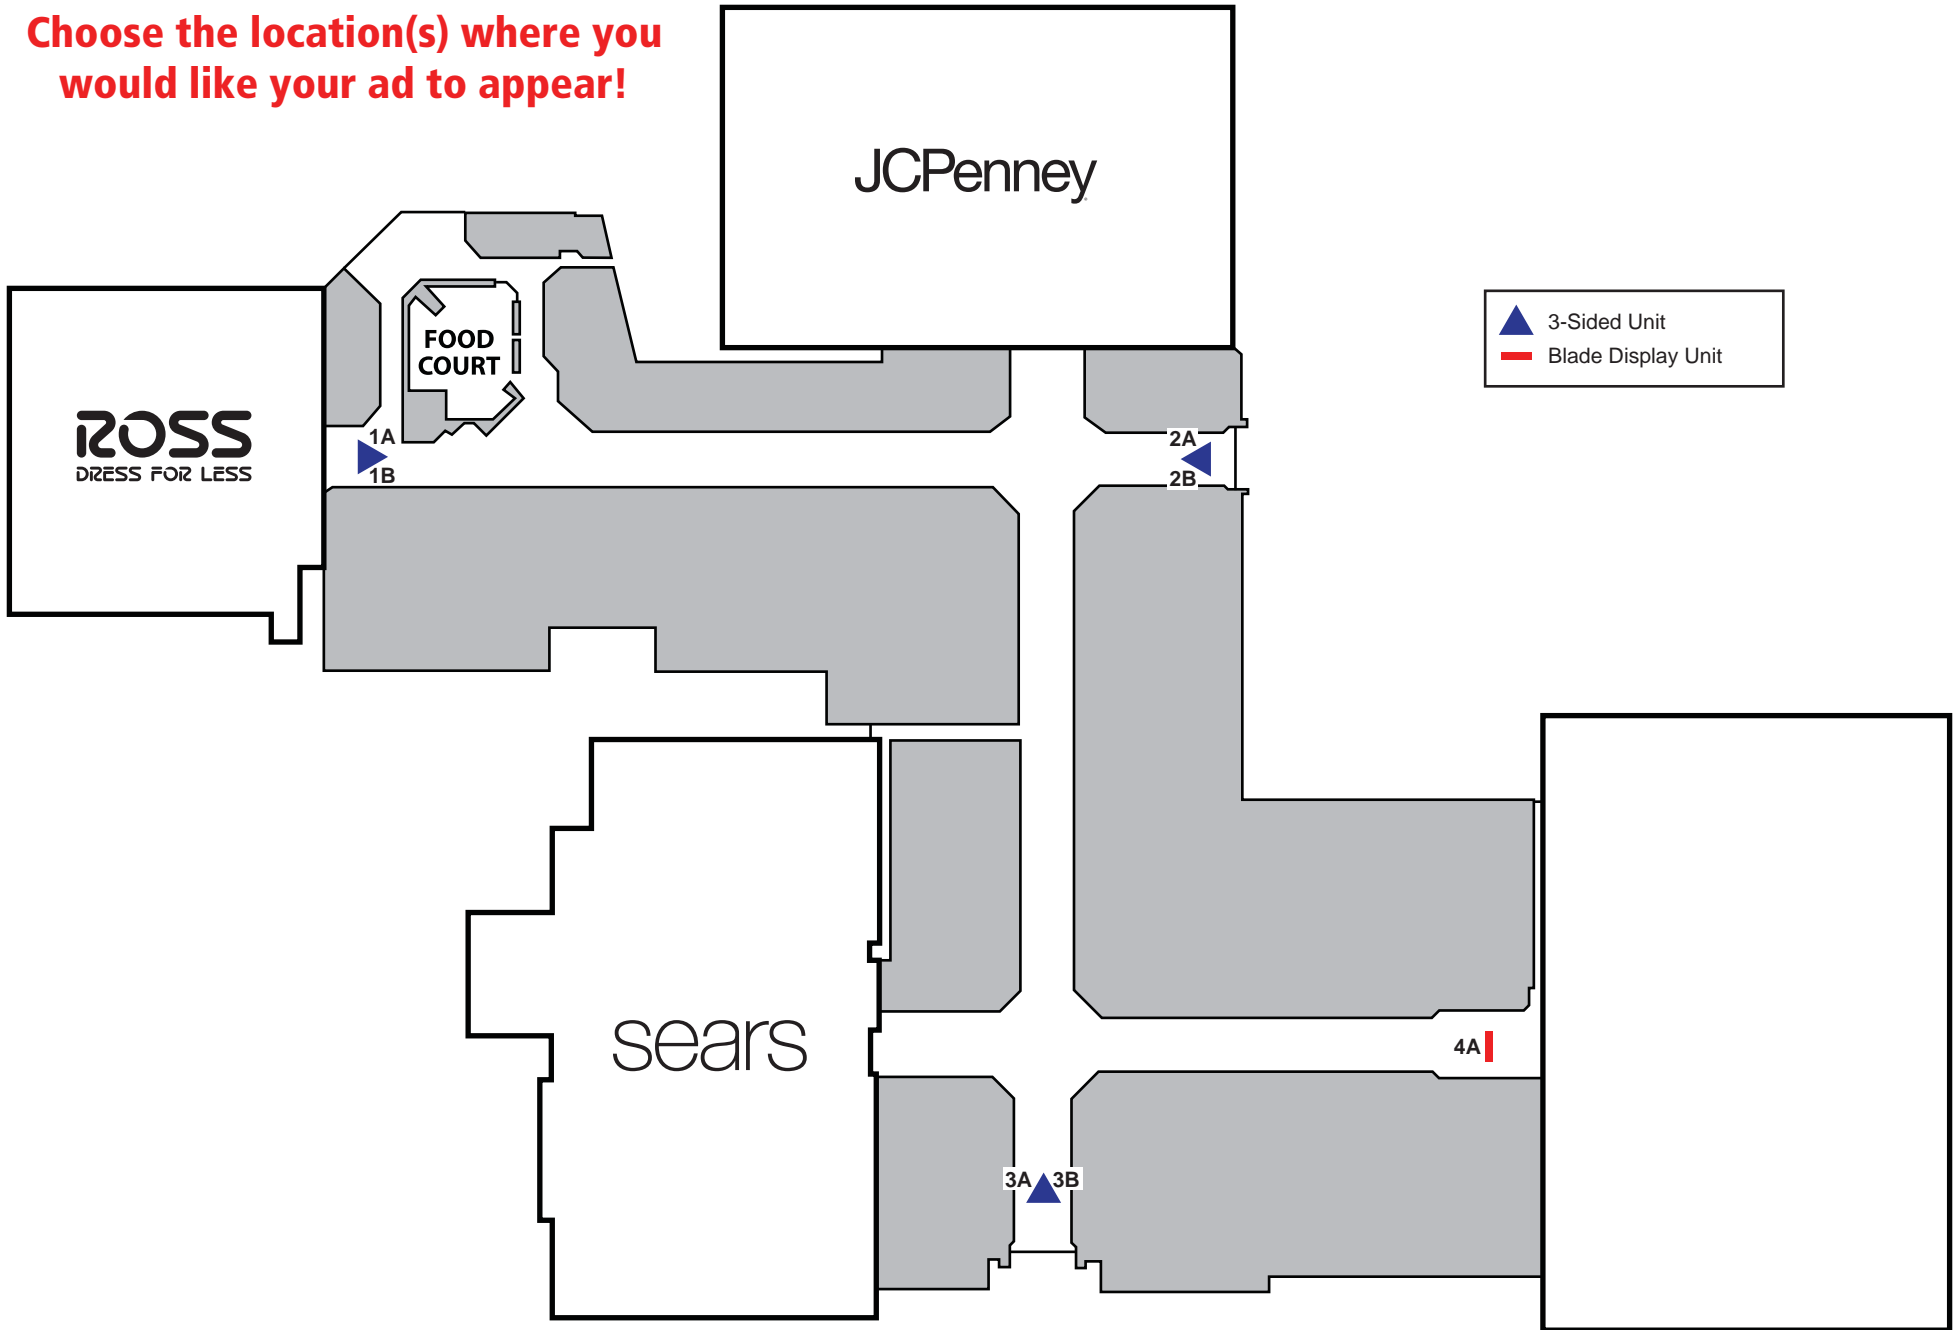 Choose the location(s) where you
would like your ad to appear!
JCPenney
3-Sided Unit
Blade Display Unit
FOOD
COURT
ROSS
DRESS FOR LESS
1A
1B
2A
2B
sears
4A
3A
3B